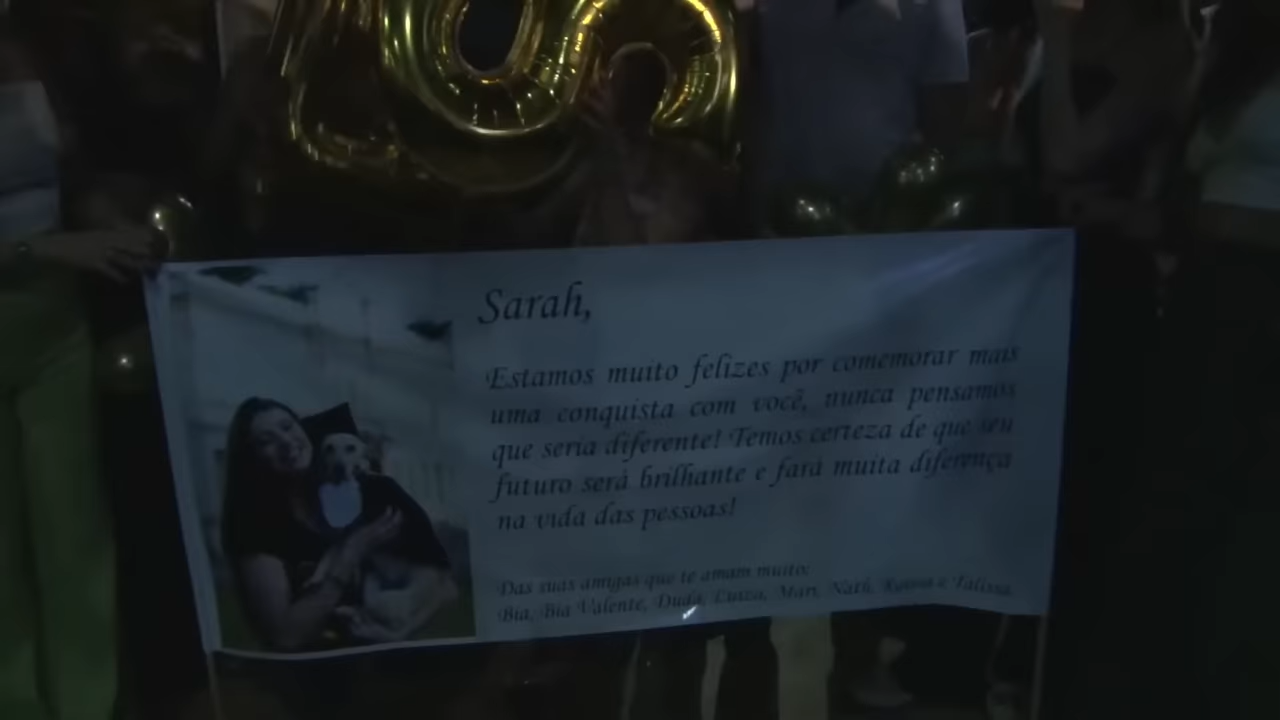 Sarah,
Estamos muito felizes por comemorar mais
uma conquista com você, nunca pensamos
que seria diferente! Temos certeza de que seu
futuro será brilhante e fará muita diferença
na vida das pessoas!
Das suas amigas que te amam muito:
Bia, Bia Valente, Duda, Luiza, Mari, Nath, e Talissa